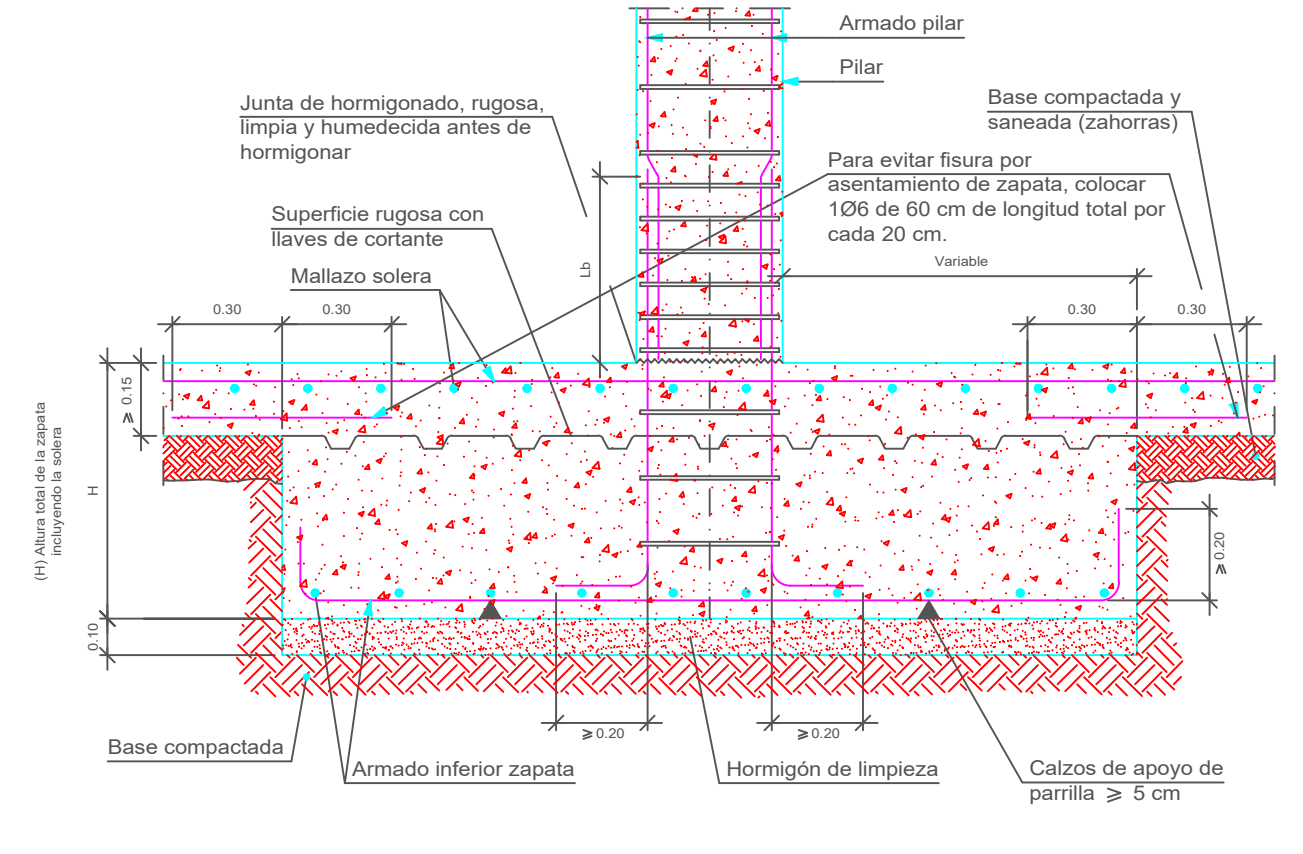 Armado pilar
Pilar
Junta de hormigonado, rugosa,
limpia y humedecida antes de
hormigonar
Base compactada y
saneada (zahorras)
Para evitar fisura por
asentamiento de zapata, colocar
1Ø6 de 60 cm de longitud total por
cada 20 cm.
Superficie rugosa con
llaves de cortante
Mallazo solera
Lb
Variable
0.30
0.30
0.30
0.30
⩾ 0.15
H
(H) Altura total de la zapata
incluyendo la solera
0.10
⩾ 0.20
⩾ 0.20
⩾ 0.20
Base compactada
Armado inferior zapata
Hormigón de limpieza
Calzos de apoyo de
parrilla ⩾ 5 cm